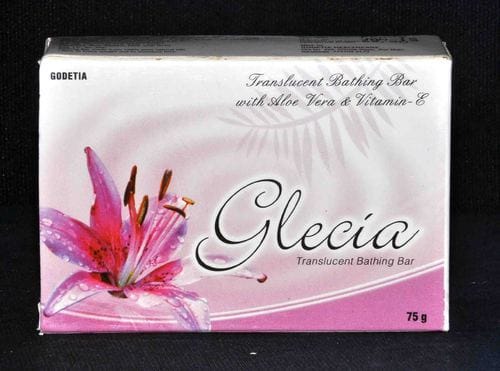 GODETIA
Translucent Bathing Bar
with Aloe Vera & Vitamin-E
Glecia
Translucent Bathing Bar
75 g